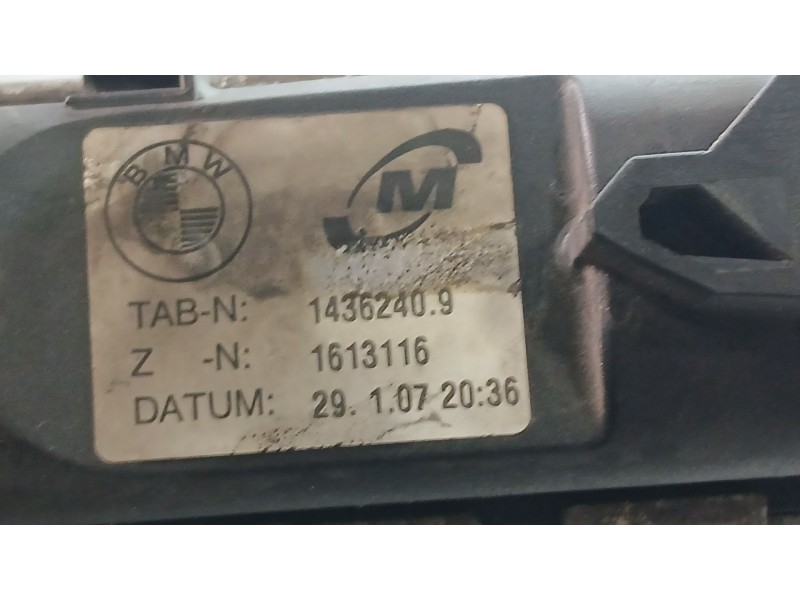 BMW
M
TAB-N: 1436240.9
Z -N: 1613116
DATUM: 29. 1.07 20:36